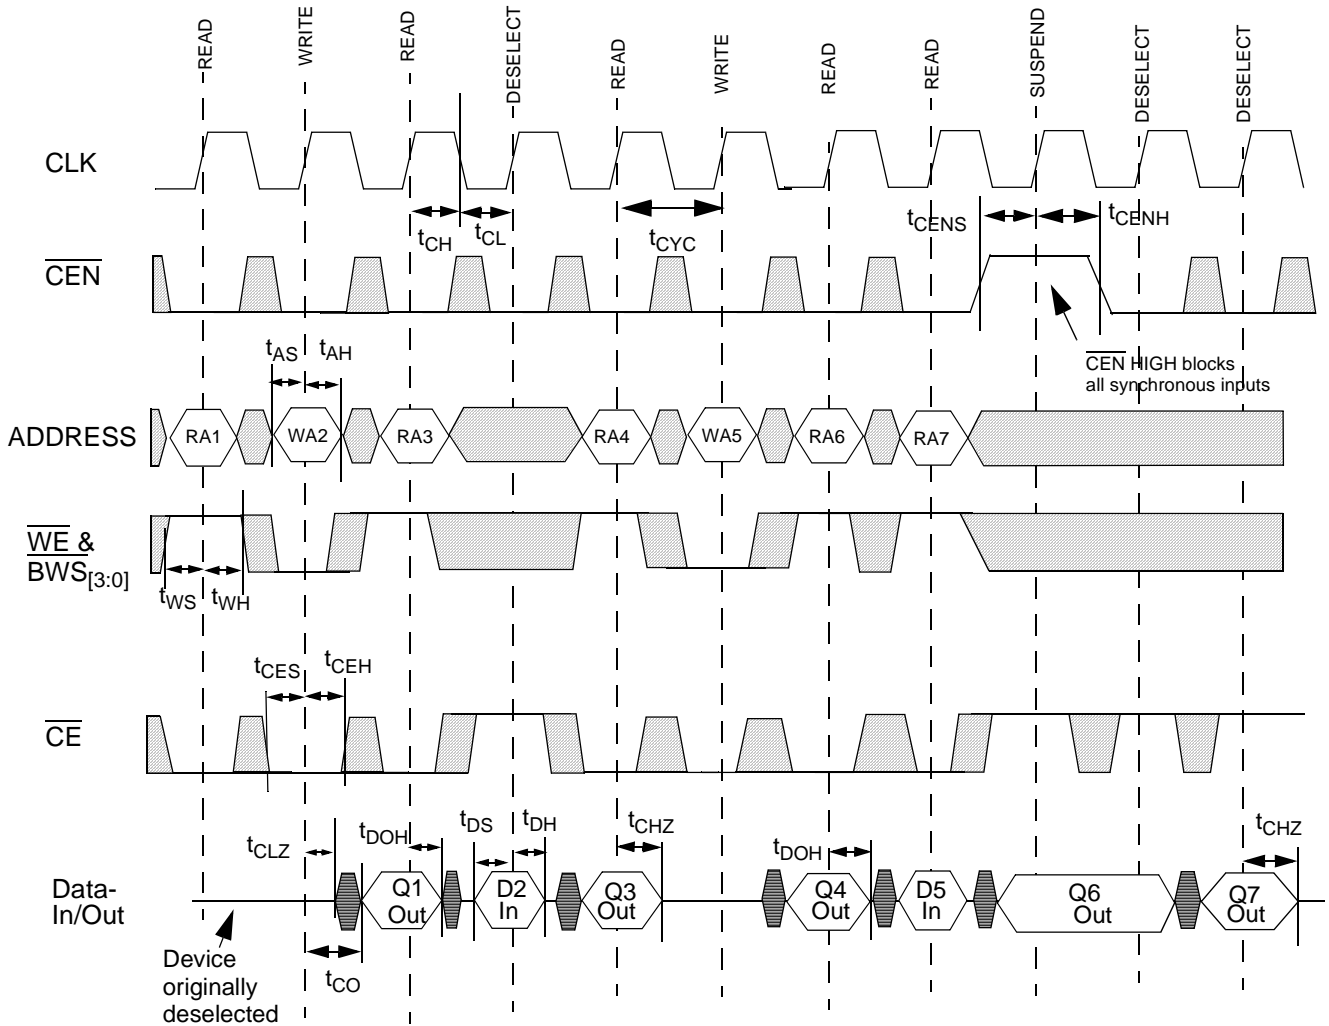 READ
WRITE
READ
DESELECT
READ
WRITE
READ
READ
SUSPEND
DESELECT
DESELECT
CLK
tCH
tCL
tCYC
tCENS
tCENH
CEN
CEN HIGH blocks
all synchronous inputs
tAS
tAH
ADDRESS
RA1
WA2
RA3
RA4
WA5
RA6
RA7
WE &
BWS[3:0]
tWS
tWH
tCES
tCEH
CE
tCLZ
tDOH
tDS
tDH
tCHZ
tDOH
tCHZ
Data-
In/Out
Q1
Out
D2
In
Q3
Out
Q4
Out
D5
In
Q6
Out
Q7
Out
tCO
Device
originally
deselected